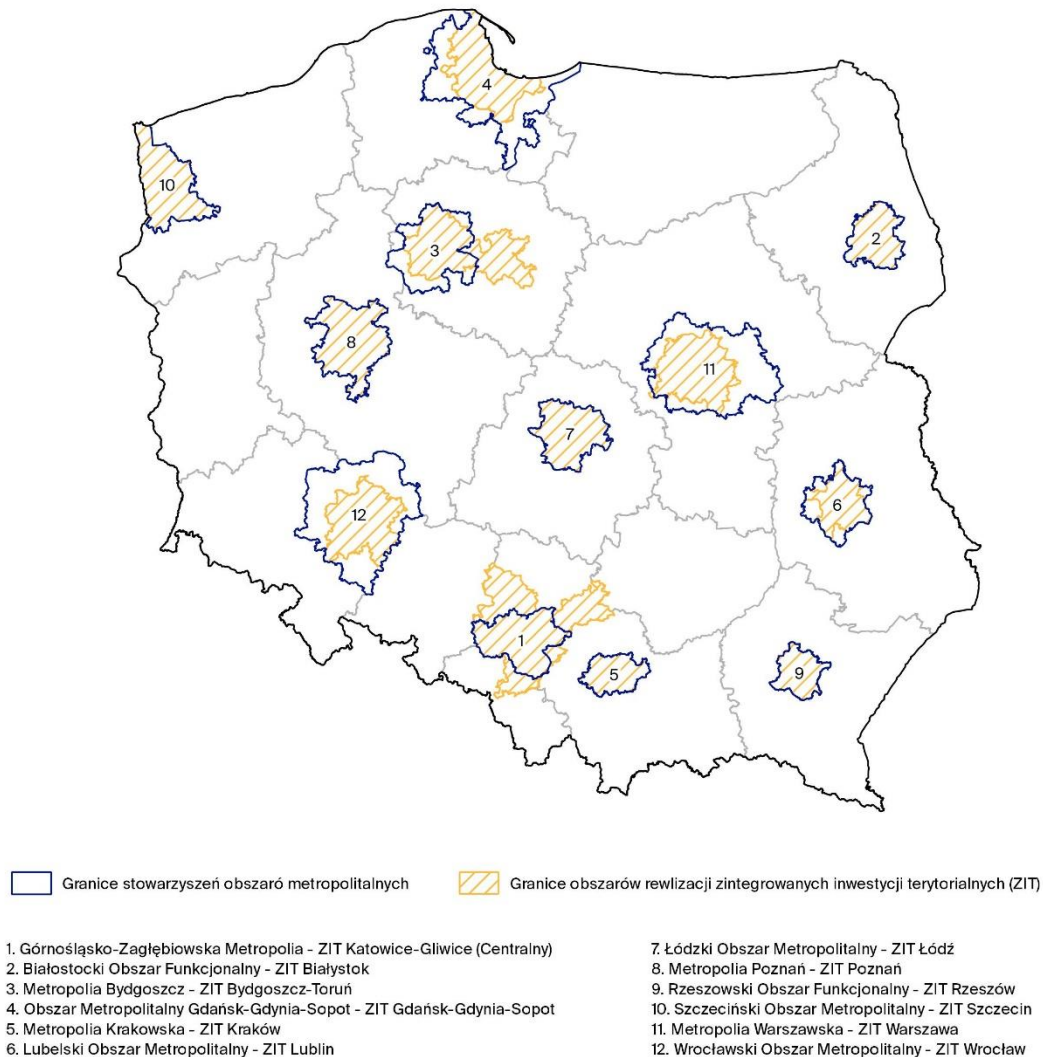 4
10
2
3
8
11
7
6
12
1
5
9
Granice stowarzyszeń obszaró metropolitalnych
Granice obszarów rewlizacji zintegrowanych inwestycji terytorialnych (ZIT)
1. Górnośląsko-Zagłębiowska Metropolia - ZIT Katowice-Gliwice (Centralny)
2. Białostocki Obszar Funkcjonalny - ZIT Białystok
3. Metropolia Bydgoszcz - ZIT Bydgoszcz-Toruń
4. Obszar Metropolitalny Gdańsk-Gdynia-Sopot - ZIT Gdańsk-Gdynia-Sopot
5. Metropolia Krakowska - ZIT Kraków
6. Lubelski Obszar Metropolitalny - ZIT Lublin
7. Łódzki Obszar Metropolitalny - ZIT Łódź
8. Metropolia Poznań - ZIT Poznań
9. Rzeszowski Obszar Funkcjonalny - ZIT Rzeszów
10. Szczeciński Obszar Metropolitalny - ZIT Szczecin
11. Metropolia Warszawska - ZIT Warszawa
12. Wrocławski Obszar Metropolitalny - ZIT Wrocław